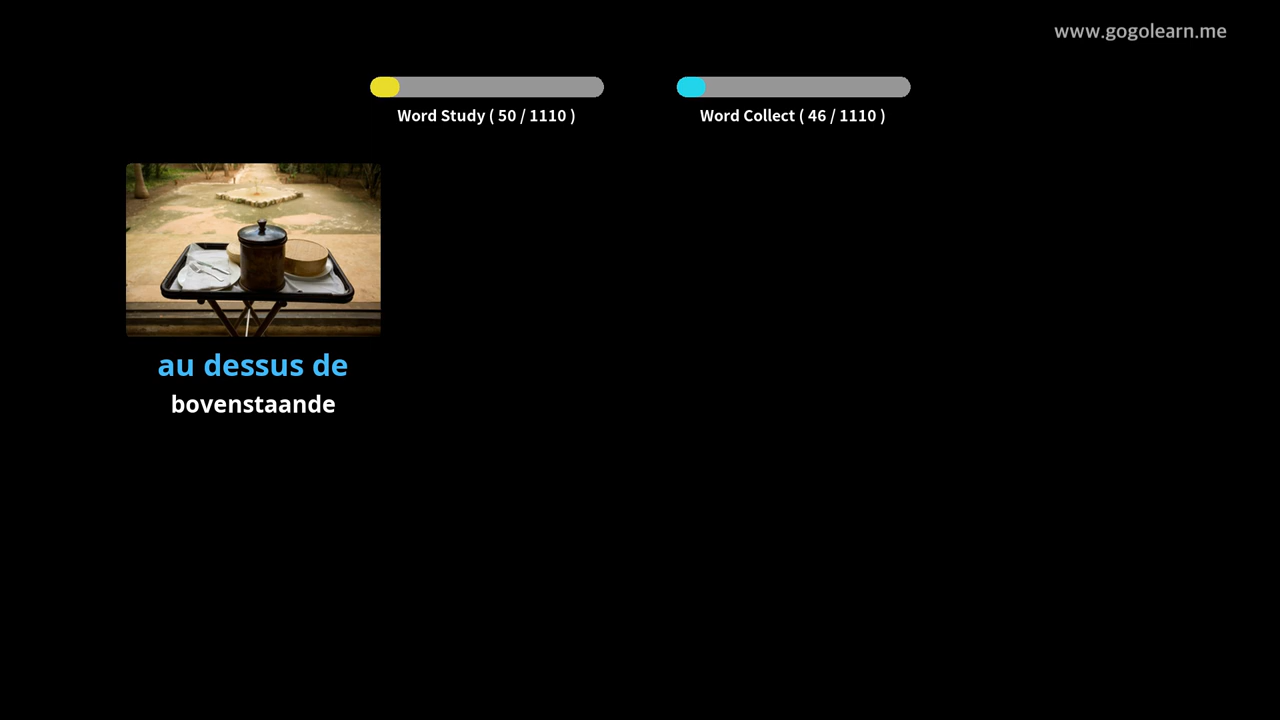 www.gogolearn.me
Word Study ( 50 / 1110 )
Word Collect ( 46 / 1110 )
au dessus de
bovenstaande